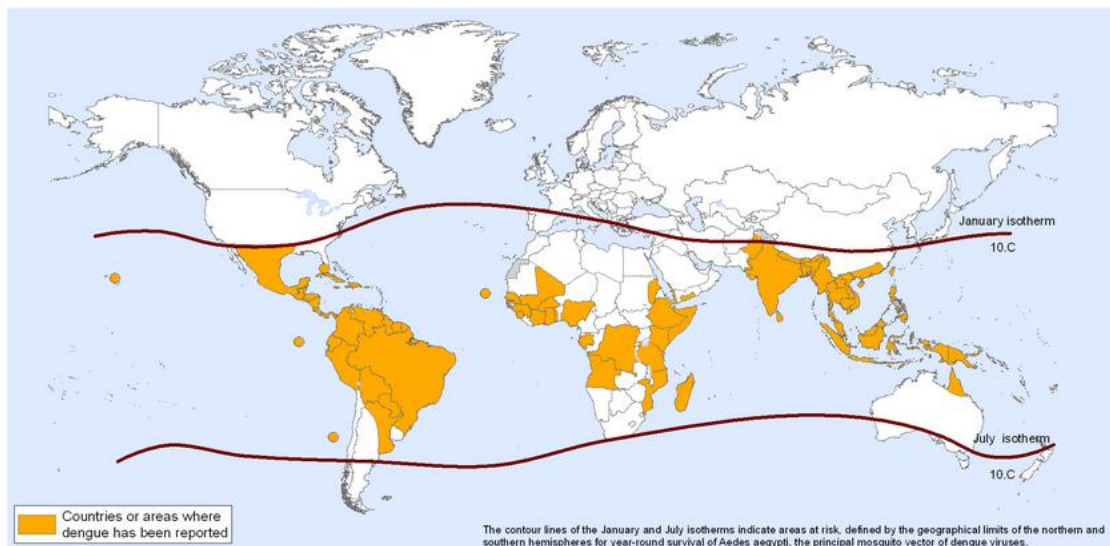 January isotherm
10.C
July isotherm
10.C
Countries or areas where
dengue has been reported
The contour lines of the January and July isotherms indicate areas at risk, defined by the geographical limits of the northern and
southern hemispheres for year-round survival of Aedes aegypti, the principal mosquito vector of dengue viruses.